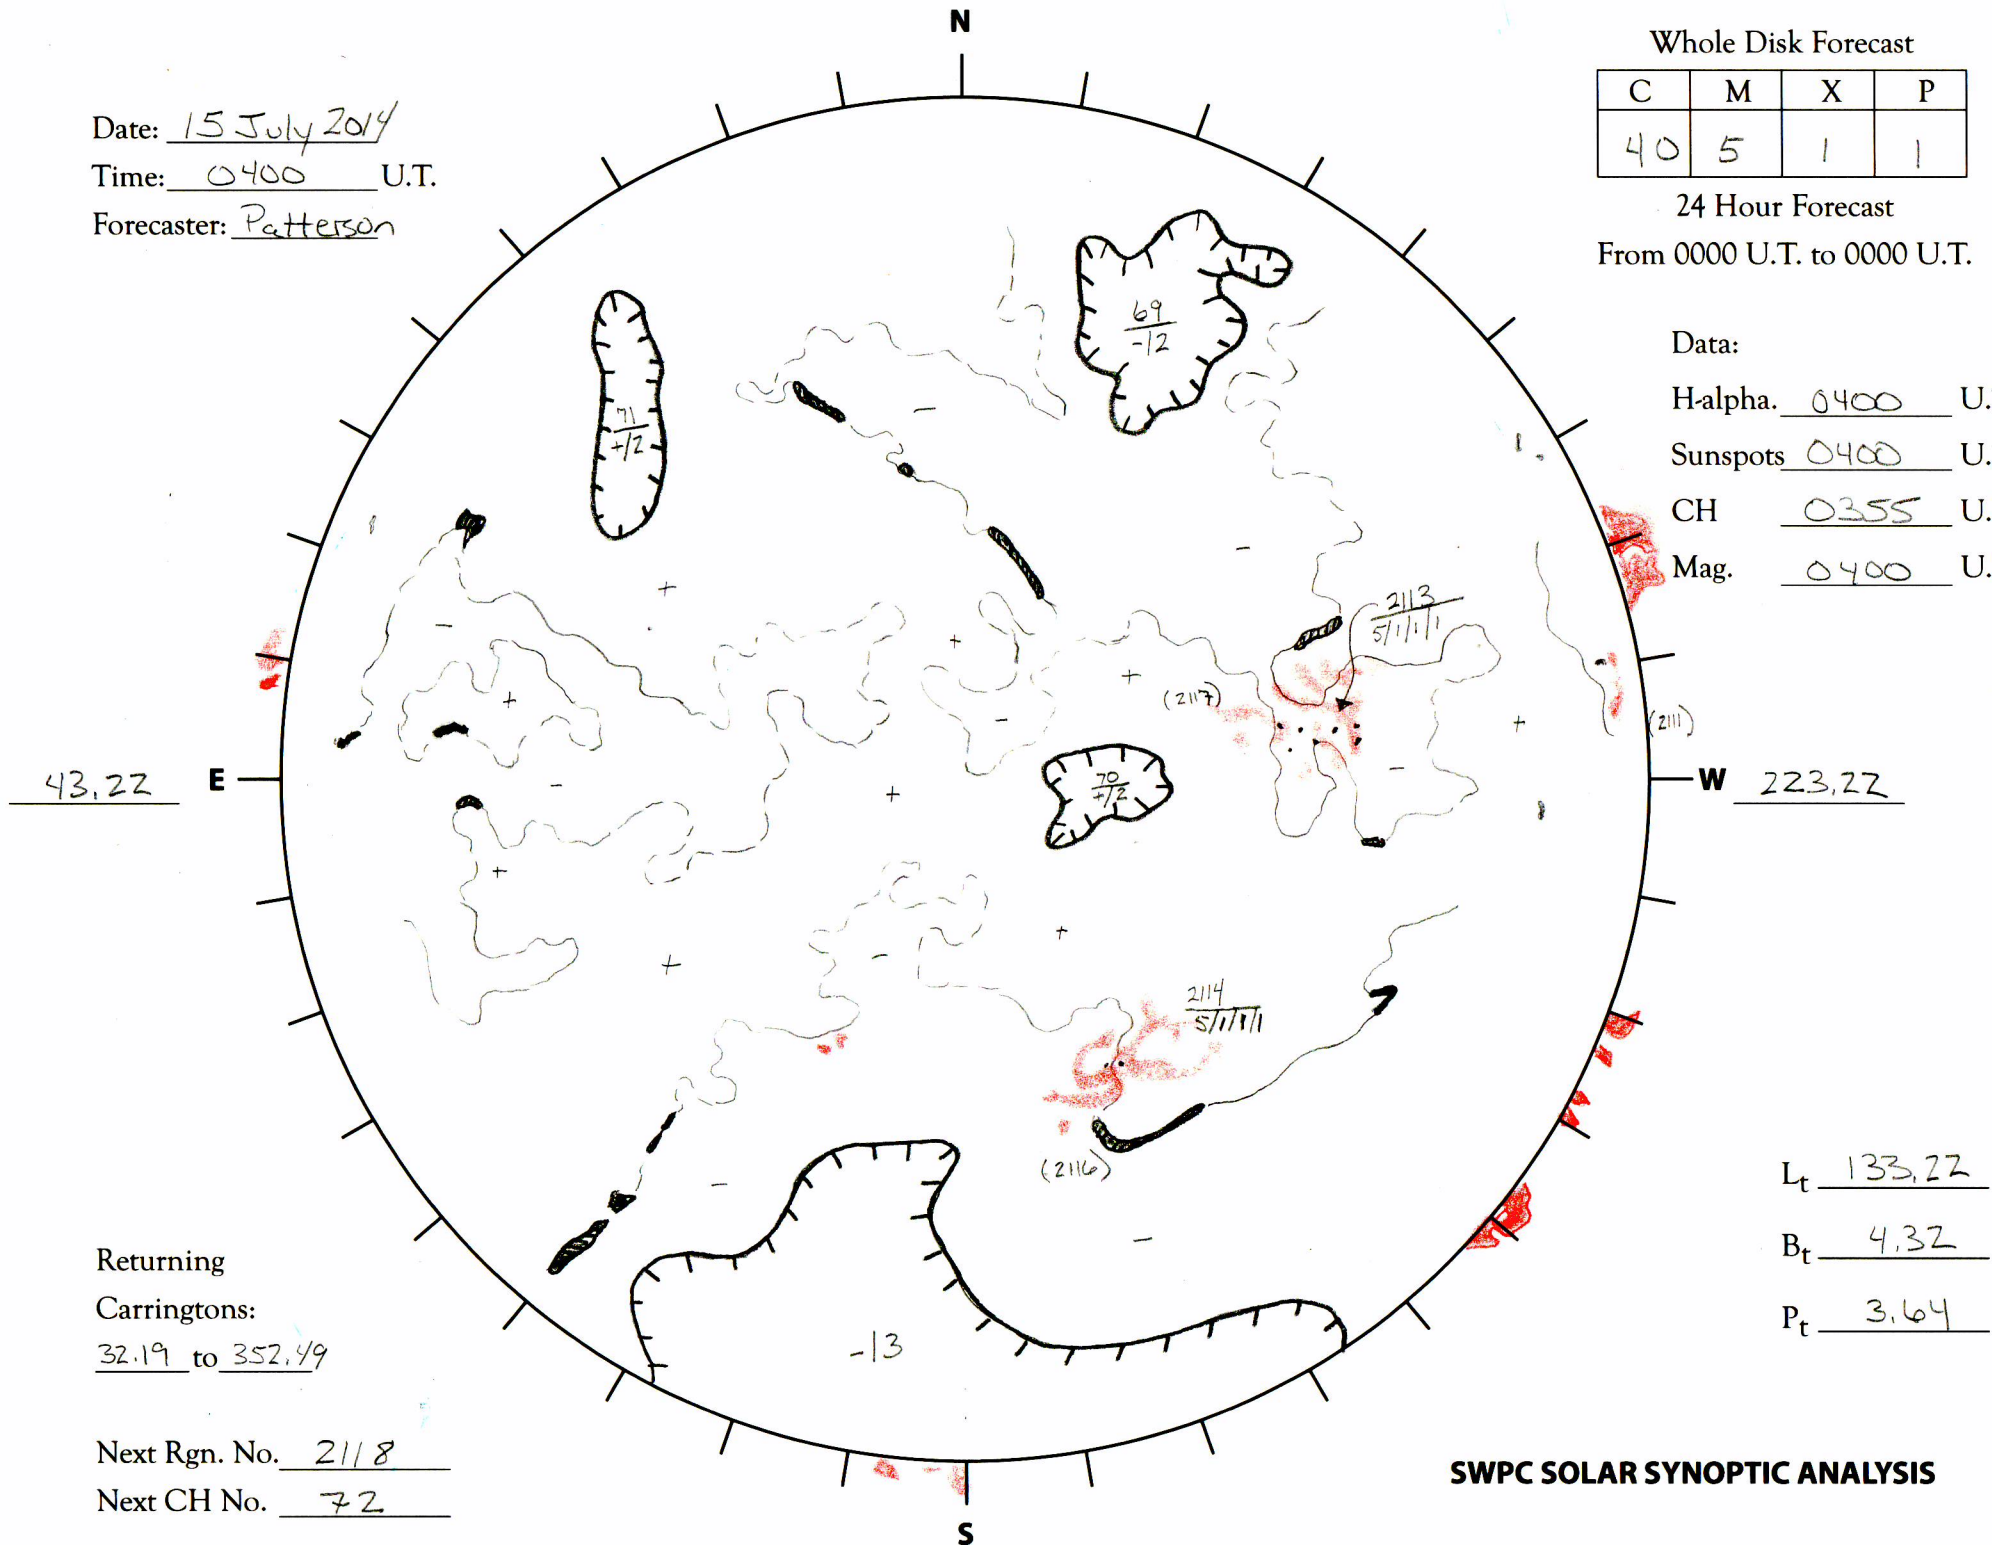 N
Whole Disk Forecast
C M X P
40 5 1 1
24 Hour Forecast
From 0000 U.T. to 0000 U.T.
Date: 15 July 2014
Time: 0400 U.T.
Forecaster: Patterson
Data:
H-alpha. 0400 U.
Sunspots 0400 U.
CH 0355 U.
Mag. 0400 U.
69
-12
71
+12
-
-
+
-
2113
5/1/1/1
+
+
+
(2117)
-
+
(2111)
43.22 E
-
+
70
+/2
-
W 223.22
+
+
-
+
2114
5/1/1/1
(2116)
-
-
Lt 133.22
Bt 4.32
Pt 3.64
Returning
Carringtons:
32.19 to 352.49
-13
Next Rgn. No. 2118
Next CH No. 72
SWPC SOLAR SYNOPTIC ANALYSIS
S